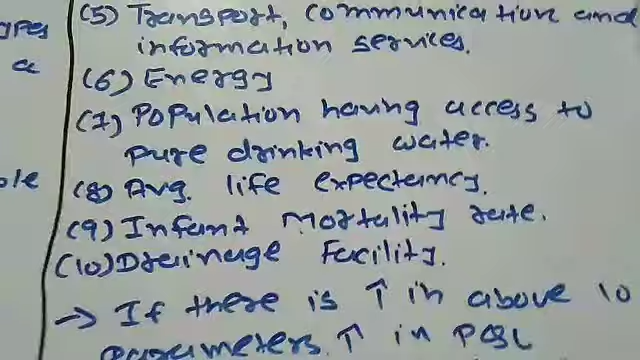 (5) Transport, communication and
information services.
(6) Energy
(7) Population having access to
pure drinking water.
(8) Avg. life expectancy.
(9) Infant Mortality rate.
(10) Drainage Facility.
→ If there is ↑ in above 10
parameters ↑ in PQL
a